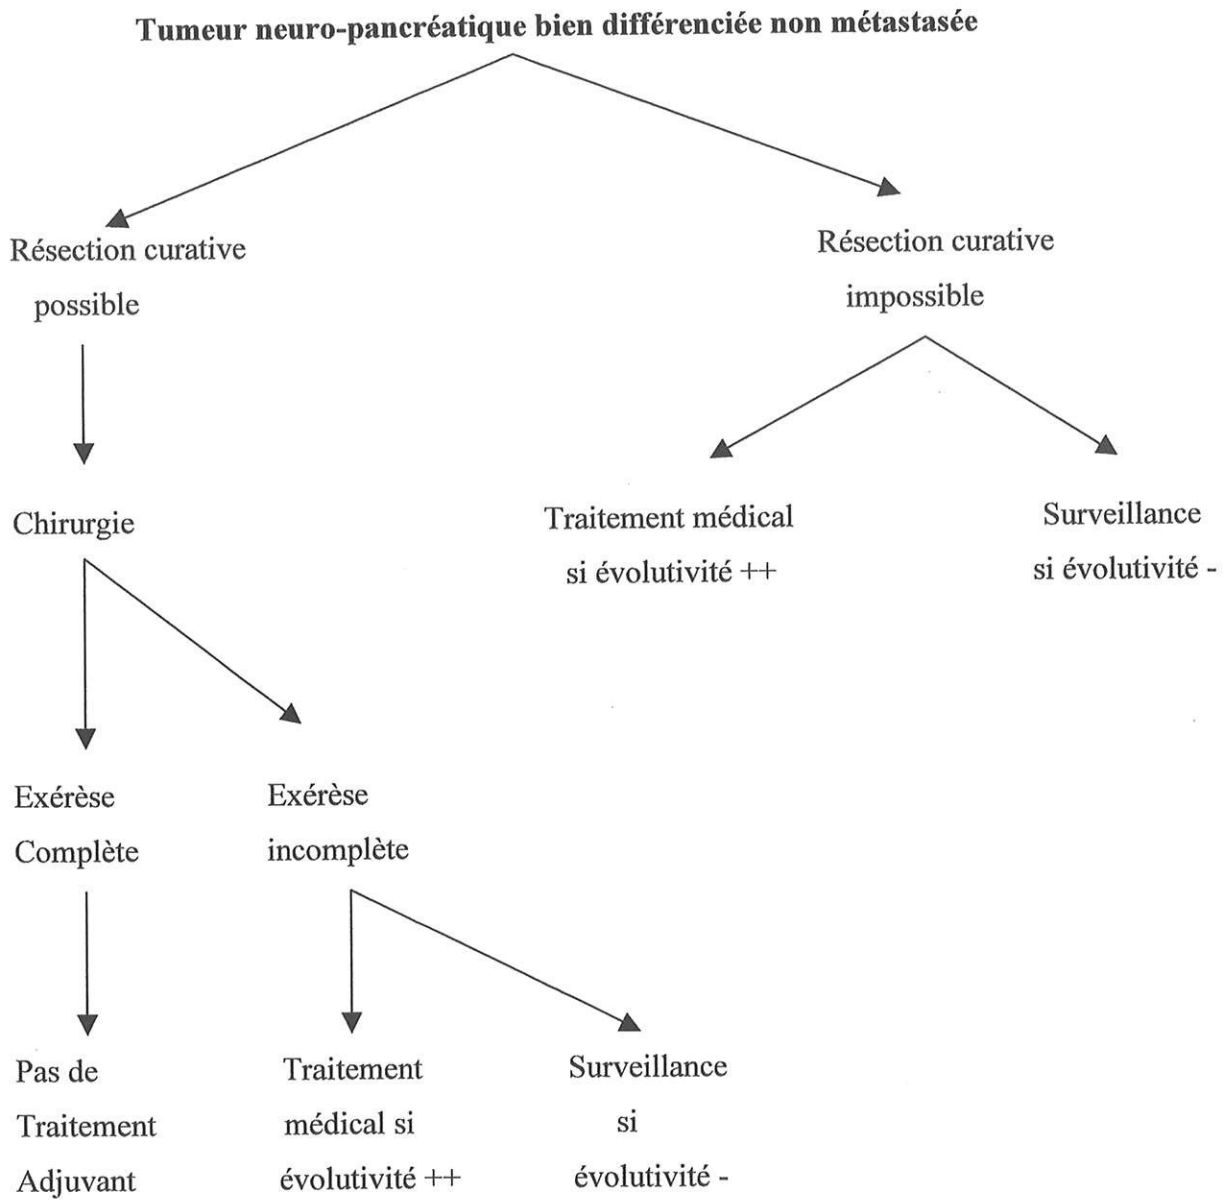 Tumeur neuro-pancréatique bien différenciée non métastasée
Résection curative
possible
Résection curative
impossible
Chirurgie
Traitement médical
si évolutivité ++
Surveillance
si évolutivité -
Exérèse
Complète
Exérèse
incomplète
Pas de
Traitement
Adjuvant
Traitement
médical si
évolutivité ++
Surveillance
si
évolutivité -